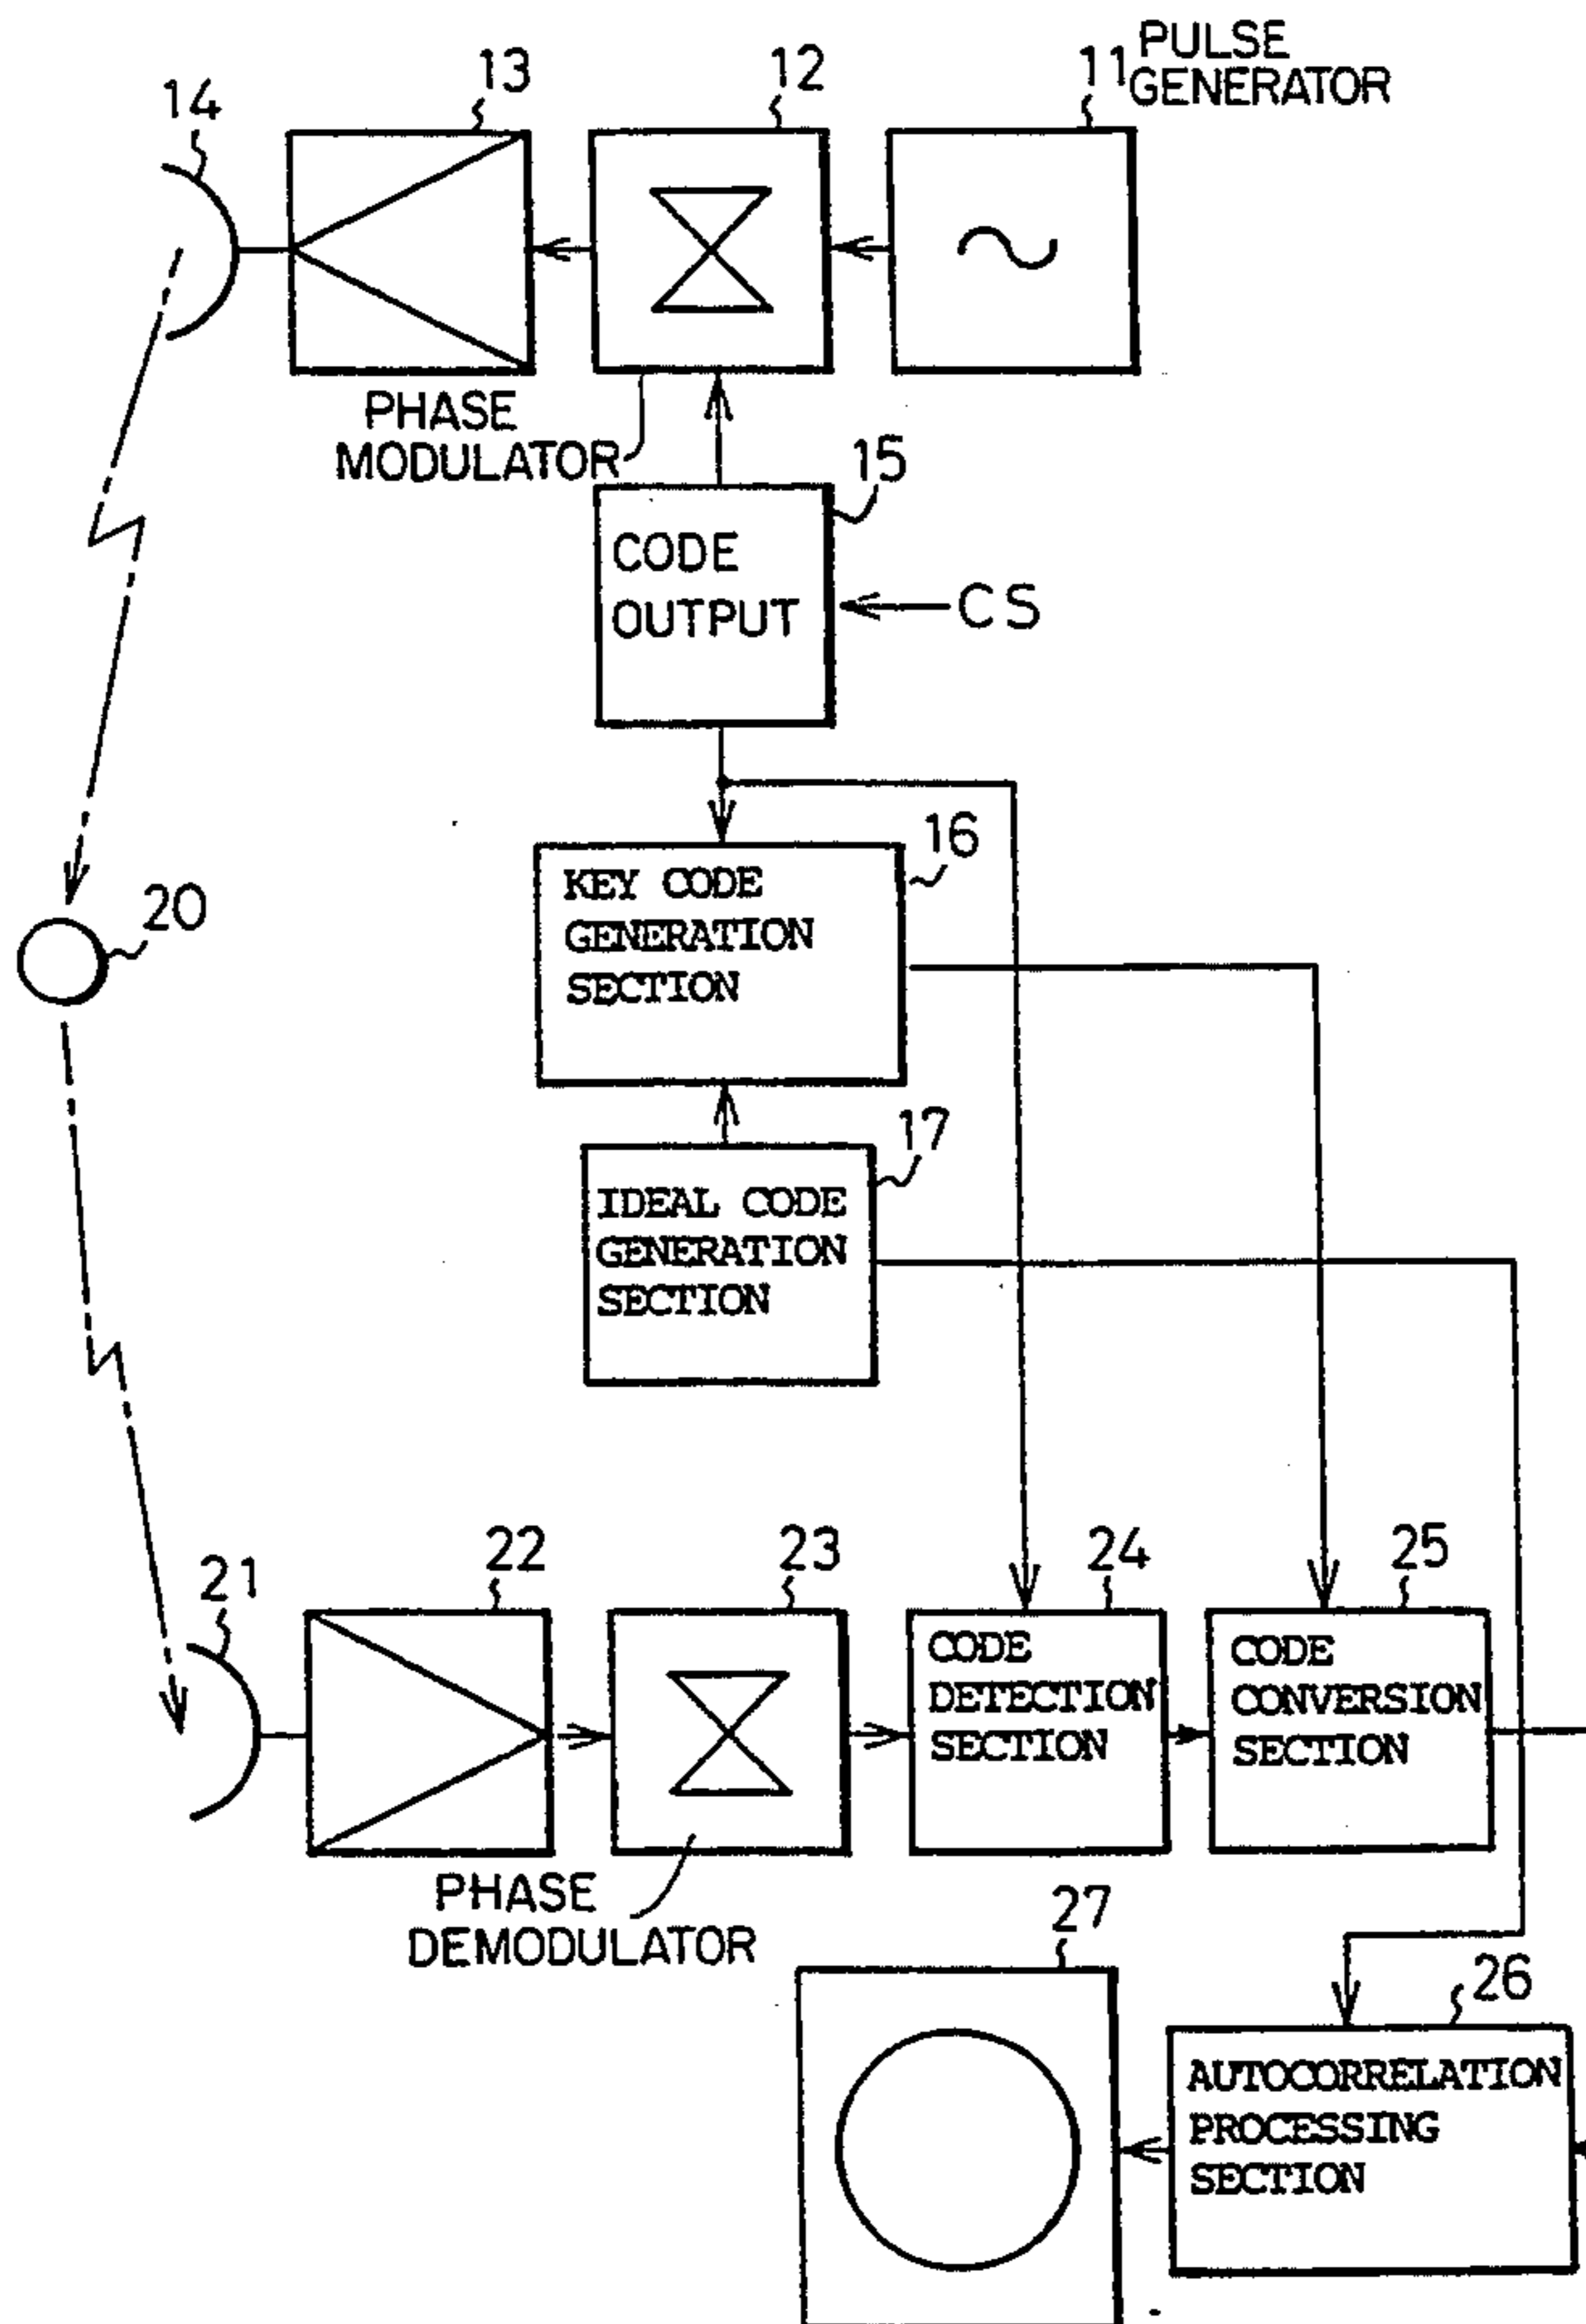 PULSE
GENERATOR
11
12
13
14
PHASE
MODULATOR
15
CODE
OUTPUT
CS
16
KEY CODE
GENERATION
SECTION
20
17
IDEAL CODE
GENERATION
SECTION
21
22
23
24
25
CODE
DETECTION
SECTION
CODE
CONVERSION
SECTION
PHASE
DEMODULATOR
27
26
AUTOCORRELATION
PROCESSING
SECTION